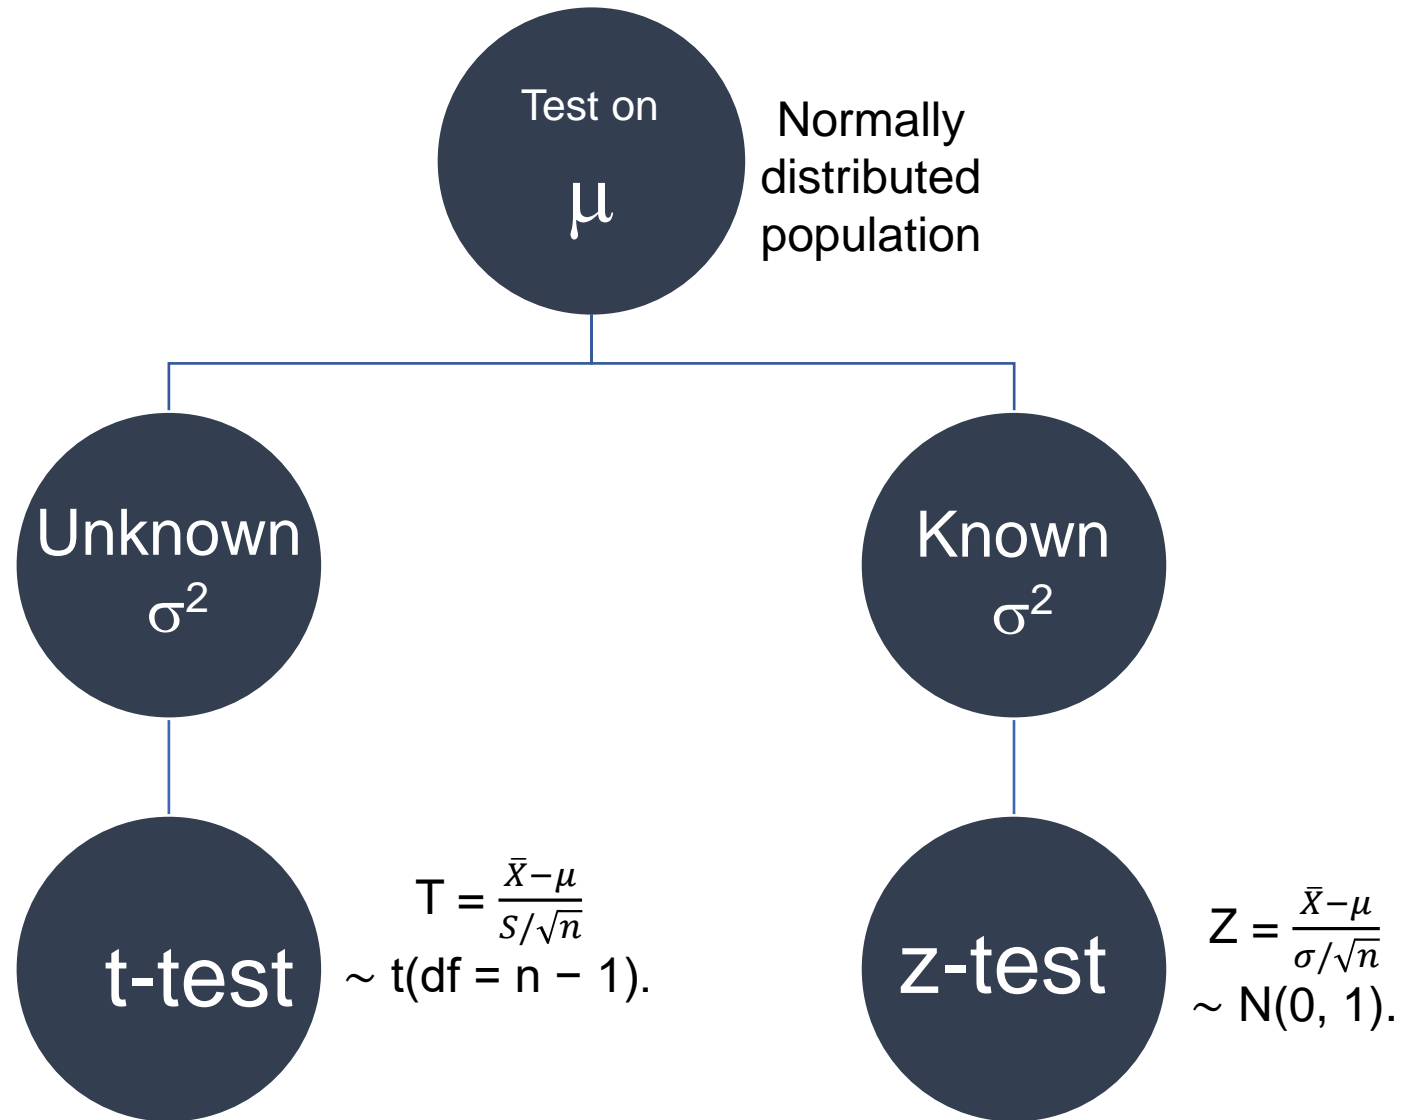 Test on
μ
Normally
distributed
population
Unknown
σ²
Known
σ²
t-test
T = (X̄−μ)/(S/√n)
~ t(df = n − 1).
z-test
Z = (X̄−μ)/(σ/√n)
~ N(0, 1).